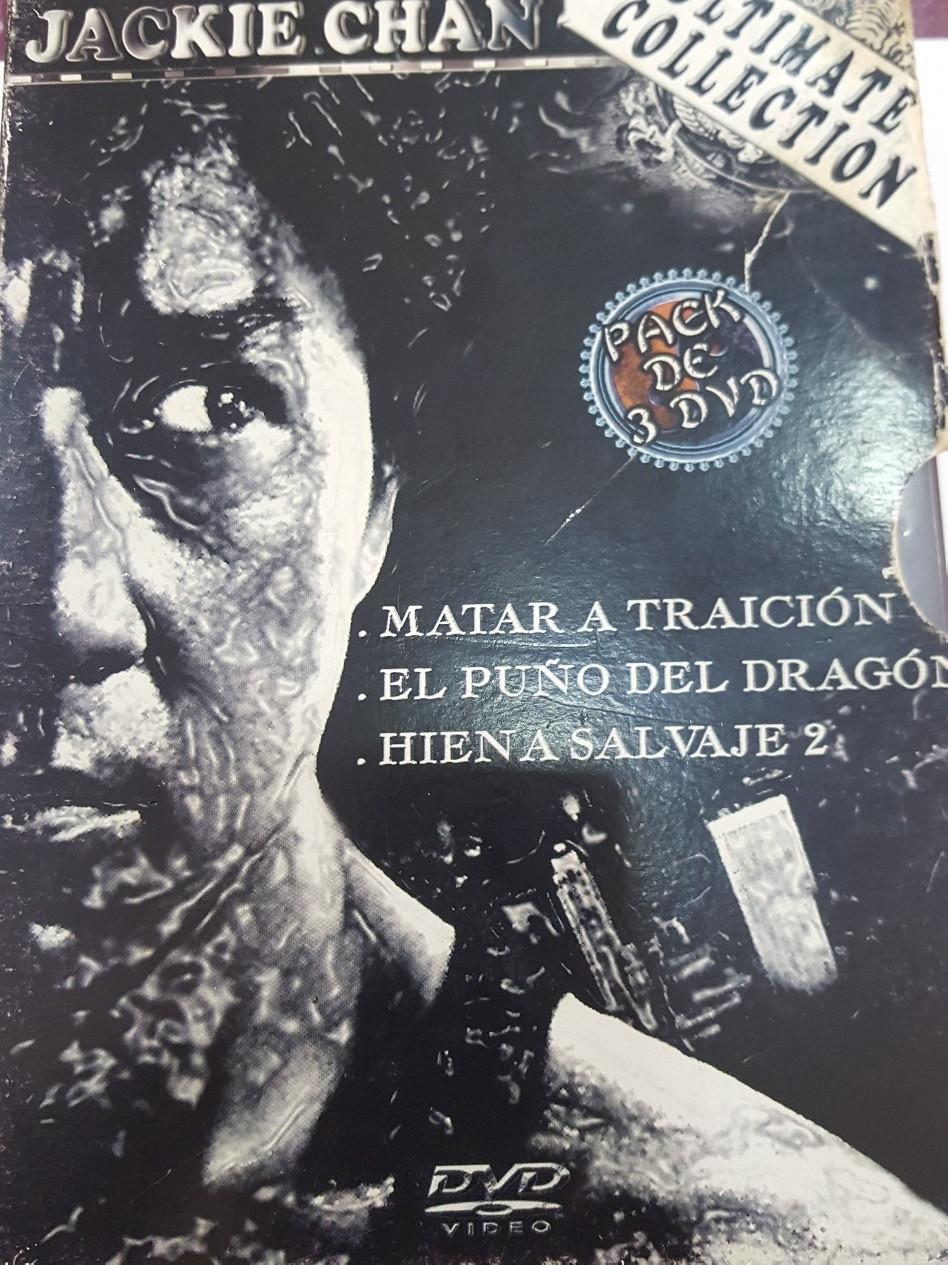 JACKIE CHAN
ULTIMATE
COLLECTION
PACK
DE
3 DVD
. MATAR A TRAICIÓN
. EL PUÑO DEL DRAGÓN
. HIENA SALVAJE 2
DVD
VIDEO